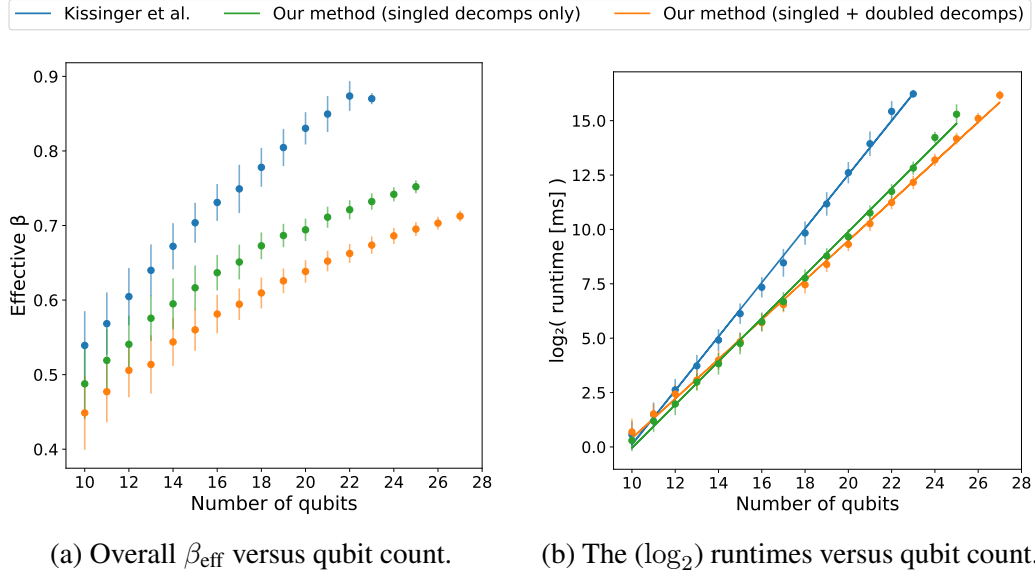 Kissinger et al. Our method (singled decomps only) Our method (singled + doubled decomps)
0.9
0.8
0.7
0.6
0.5
0.4
Effective β
10 12 14 16 18 20 22 24 26 28
Number of qubits
15.0
12.5
10.0
7.5
5.0
2.5
0.0
log₂( runtime [ms] )
10 12 14 16 18 20 22 24 26 28
Number of qubits
(a) Overall βeff versus qubit count.
(b) The (log₂) runtimes versus qubit count.